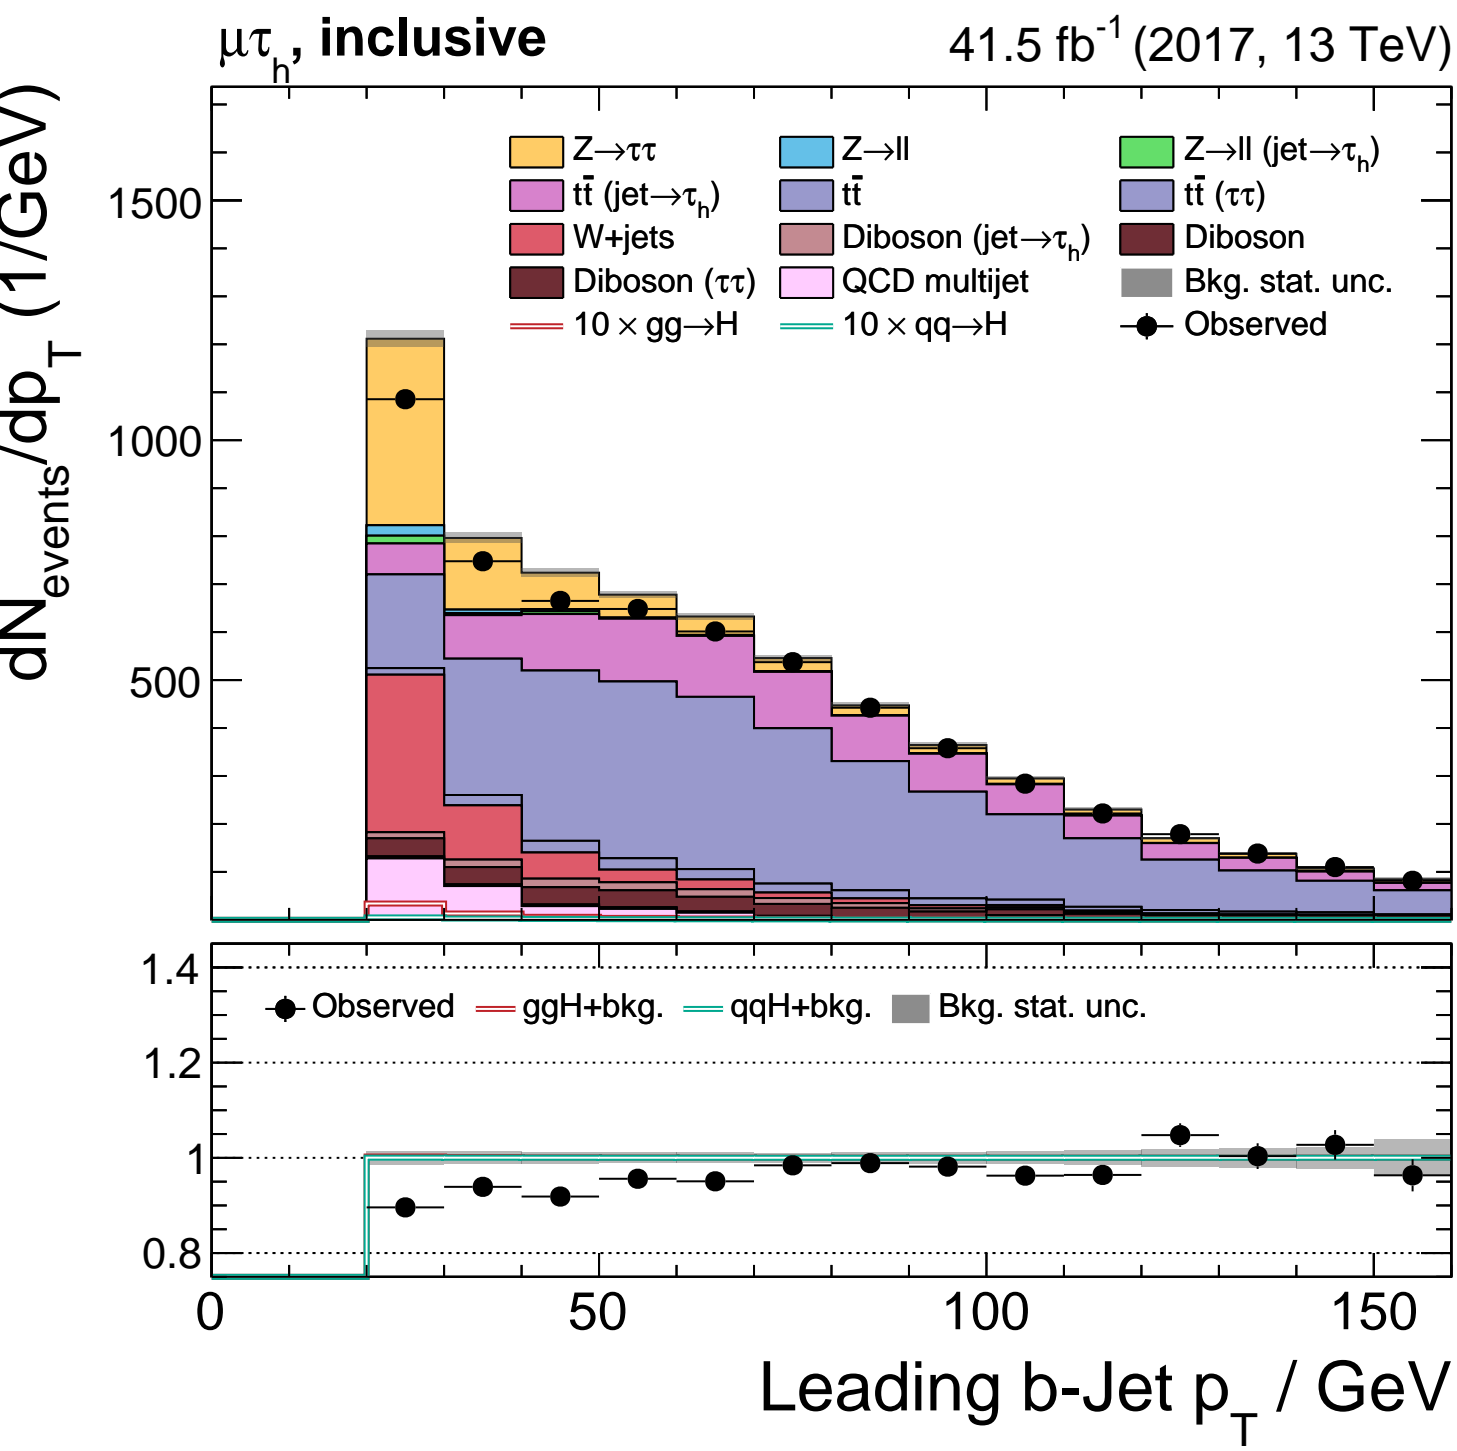 μτh, inclusive 41.5 fb-1 (2017, 13 TeV)
dNevents/dpT (1/GeV)
1500
1000
500
Z→ττ Z→ll Z→ll (jet→τh)
tt̄ (jet→τh) tt̄ tt̄ (ττ)
W+jets Diboson (jet→τh) Diboson
Diboson (ττ) QCD multijet Bkg. stat. unc.
10 × gg→H 10 × qq→H Observed
1.4
Observed ggH+bkg. qqH+bkg. Bkg. stat. unc.
1.2
1
0.8
0 50 100 150
Leading b-Jet pT / GeV